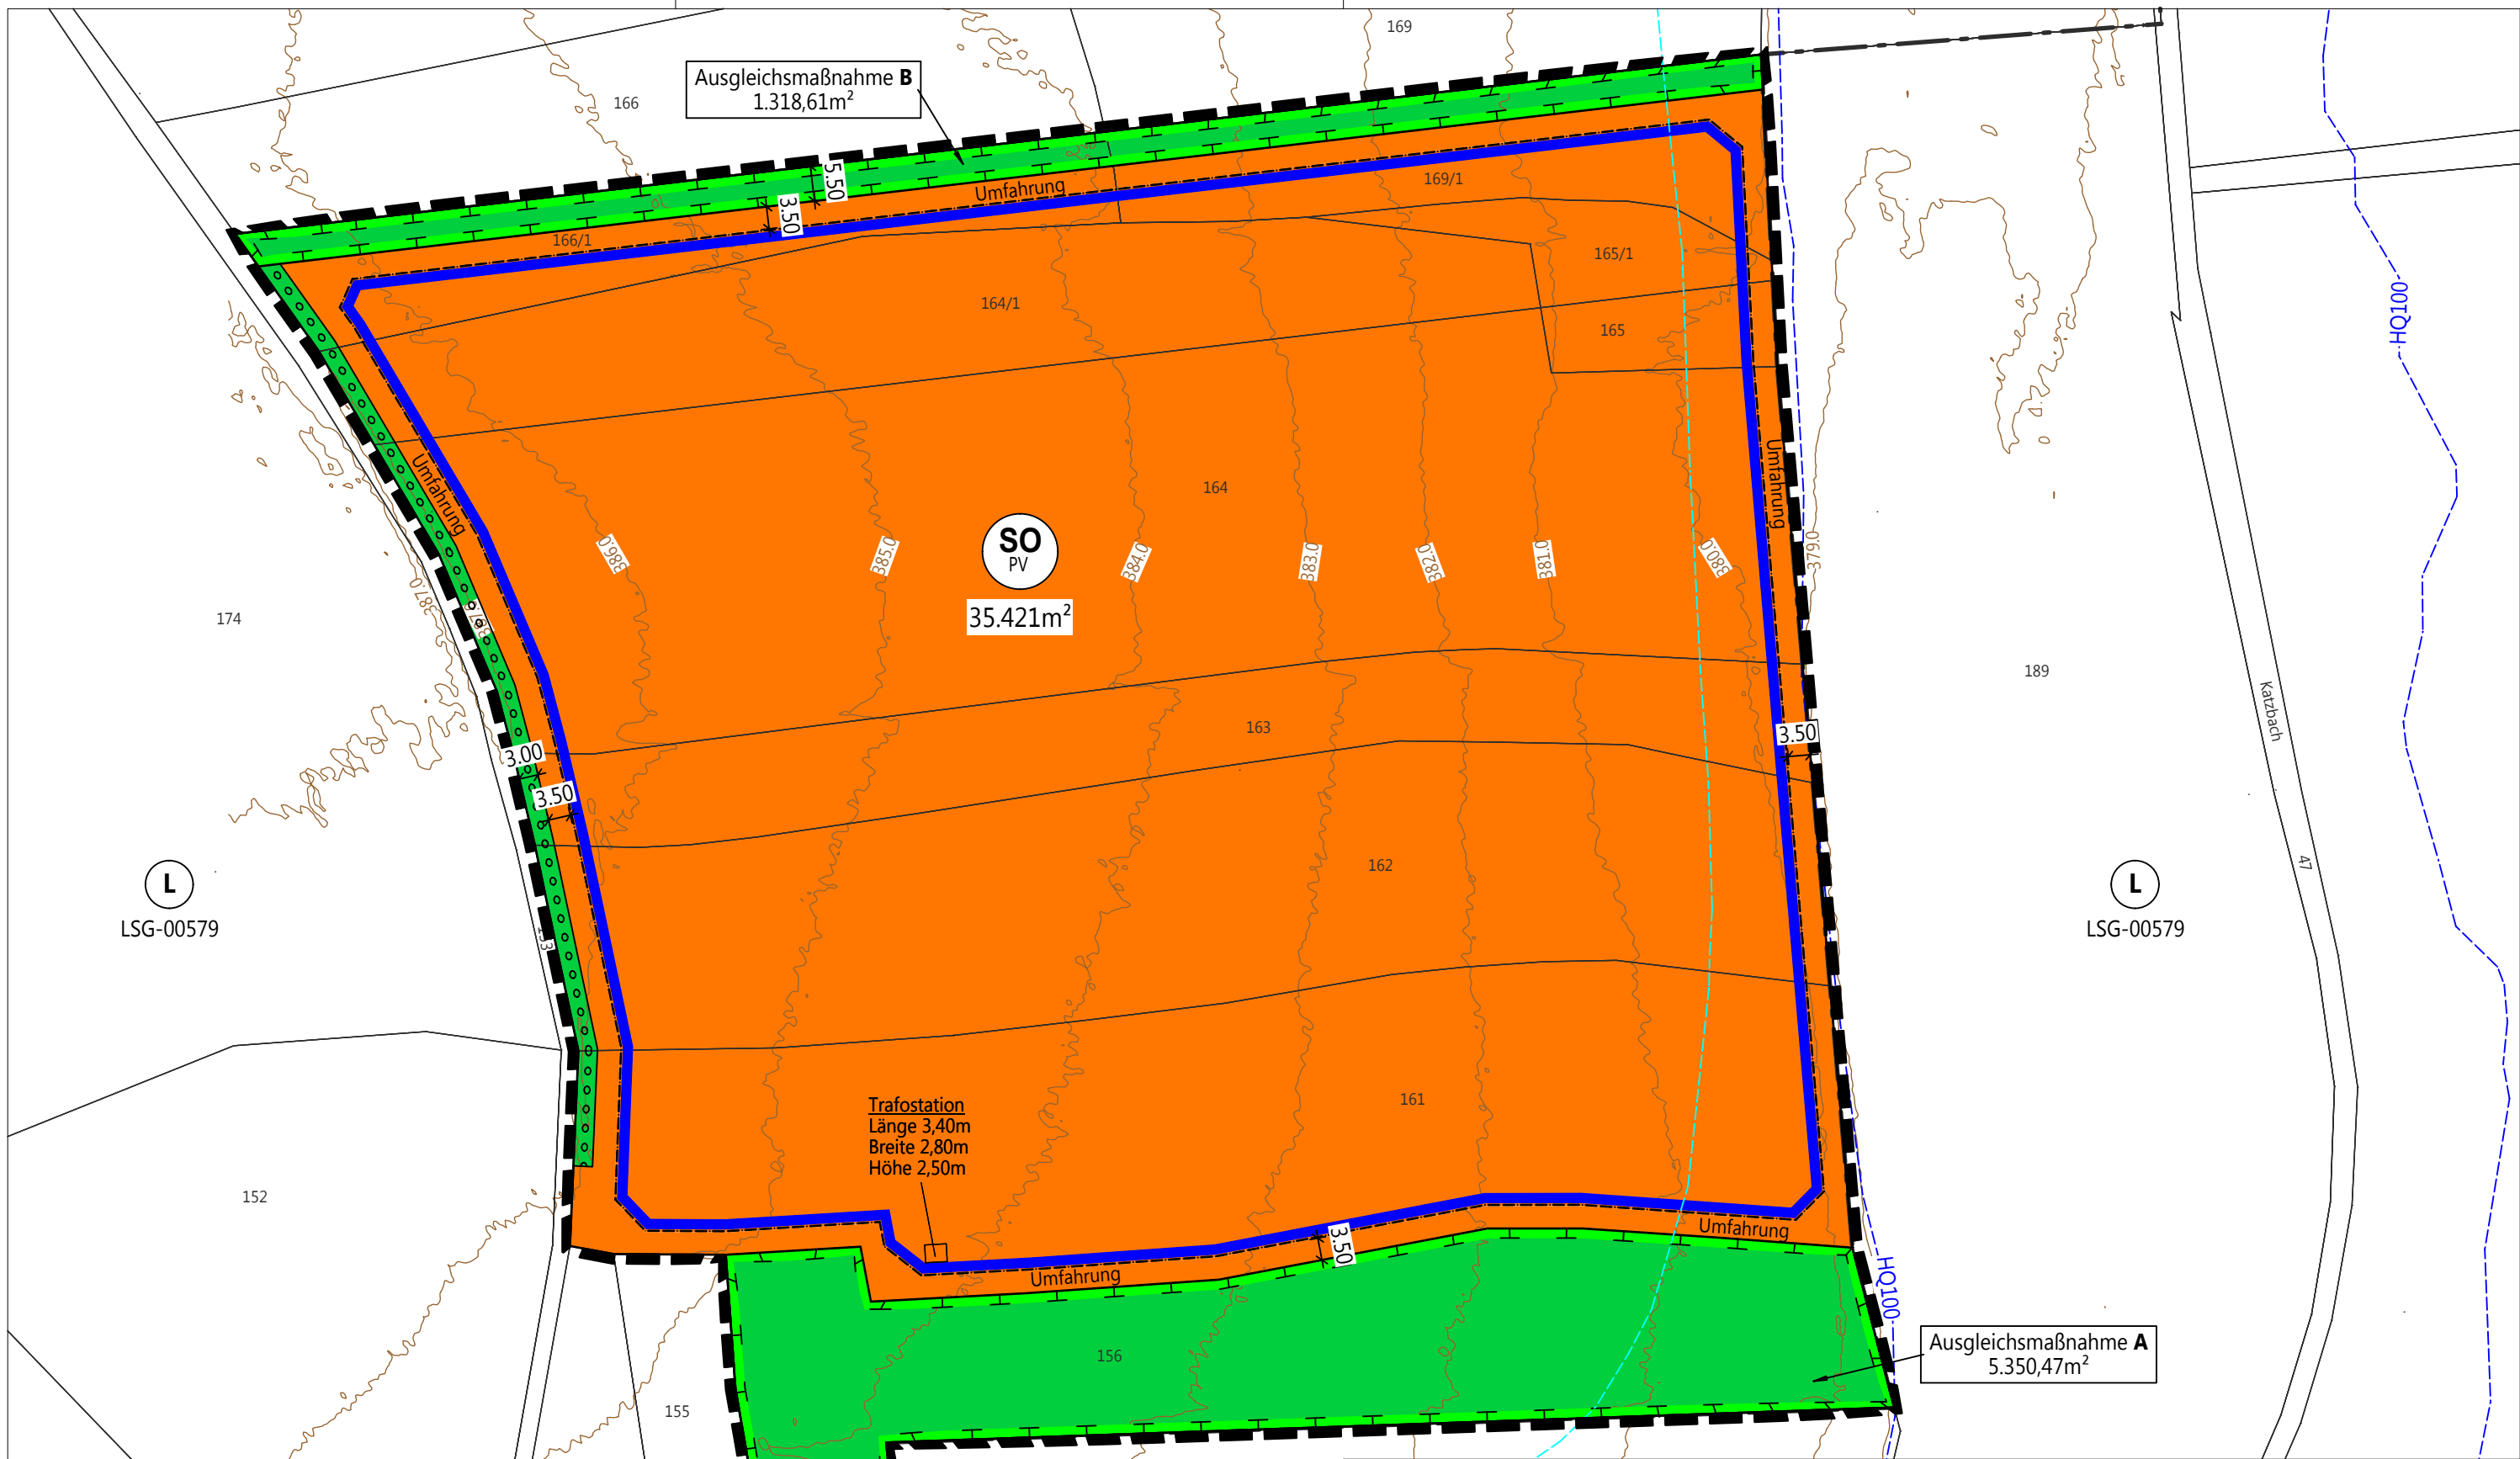 169
Ausgleichsmaßnahme B
1.318,61m²
166
5.50
3.50
Umfahrung
169/1
166/1
165/1
164/1
165
HQ100
Umfahrung
Umfahrung
164
SO
PV
35.421m²
386.0
385.0
384.0
383.0
382.0
381.0
380.0
379.0
387.0
174
189
Katzbach
163
3.00
3.50
3.50
162
47
L
LSG-00579
L
LSG-00579
161
Trafostation
Länge 3,40m
Breite 2,80m
Höhe 2,50m
152
Umfahrung
3.50
Umfahrung
HQ100
156
Ausgleichsmaßnahme A
5.350,47m²
155